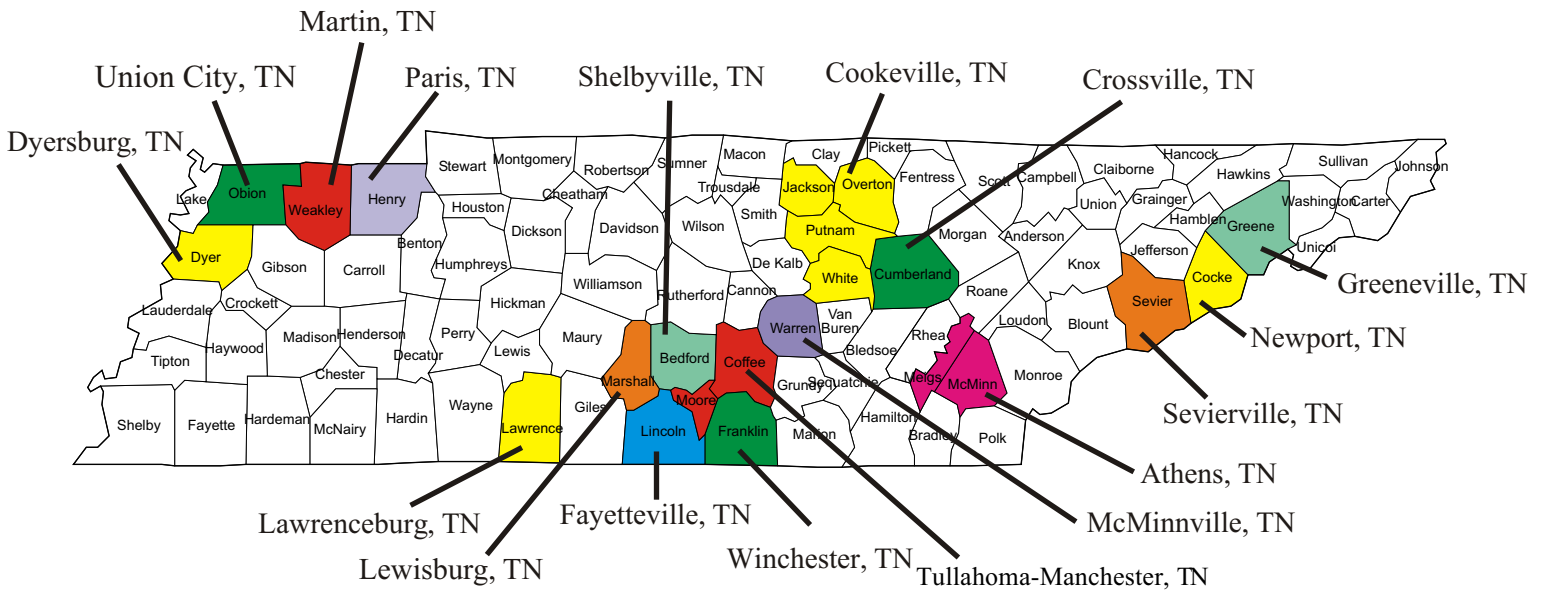 Martin, TN
Union City, TN
Paris, TN
Shelbyville, TN
Cookeville, TN
Crossville, TN
Dyersburg, TN
Stewart
Montgomery
Robertson
Sumner
Macon
Clay
Pickett
Hancock
Sullivan
Johnson
Lake
Obion
Weakley
Henry
Houston
Cheatham
Trousdale
Jackson
Overton
Fentress
Scott
Campbell
Claiborne
Hawkins
Union
Grainger
Hamblen
Greene
Washington
Carter
Unicoi
Dyer
Gibson
Carroll
Benton
Humphreys
Dickson
Davidson
Wilson
Smith
Putnam
Morgan
Anderson
Knox
Jefferson
Cocke
Greeneville, TN
Lauderdale
Crockett
Hickman
Williamson
Rutherford
Cannon
De Kalb
White
Cumberland
Roane
Sevier
Newport, TN
Tipton
Haywood
Madison
Henderson
Decatur
Perry
Lewis
Maury
Marshall
Bedford
Coffee
Warren
Van
Buren
Bledsoe
Rhea
Loudon
Blount
Chester
Meigs
McMinn
Monroe
Sevierville, TN
Shelby
Fayette
Hardeman
McNairy
Hardin
Wayne
Lawrence
Giles
Lincoln
Moore
Franklin
Grundy
Sequatchie
Marion
Hamilton
Bradley
Polk
Athens, TN
Lawrenceburg, TN
Fayetteville, TN
McMinnville, TN
Lewisburg, TN
Winchester, TN
Tullahoma-Manchester, TN